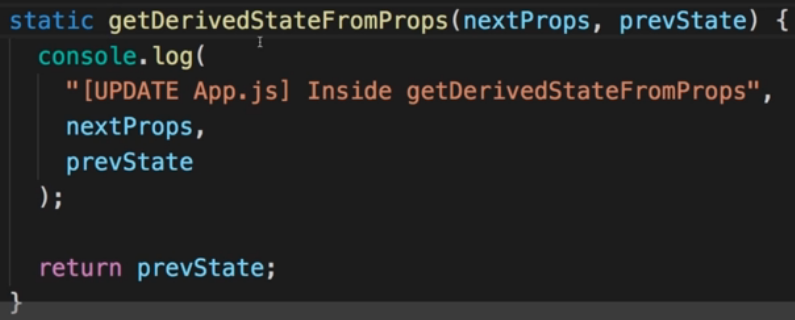 static getDerivedStateFromProps(nextProps, prevState) {
console.log(
"[UPDATE App.js] Inside getDerivedStateFromProps",
nextProps,
prevState
);
return prevState;
}